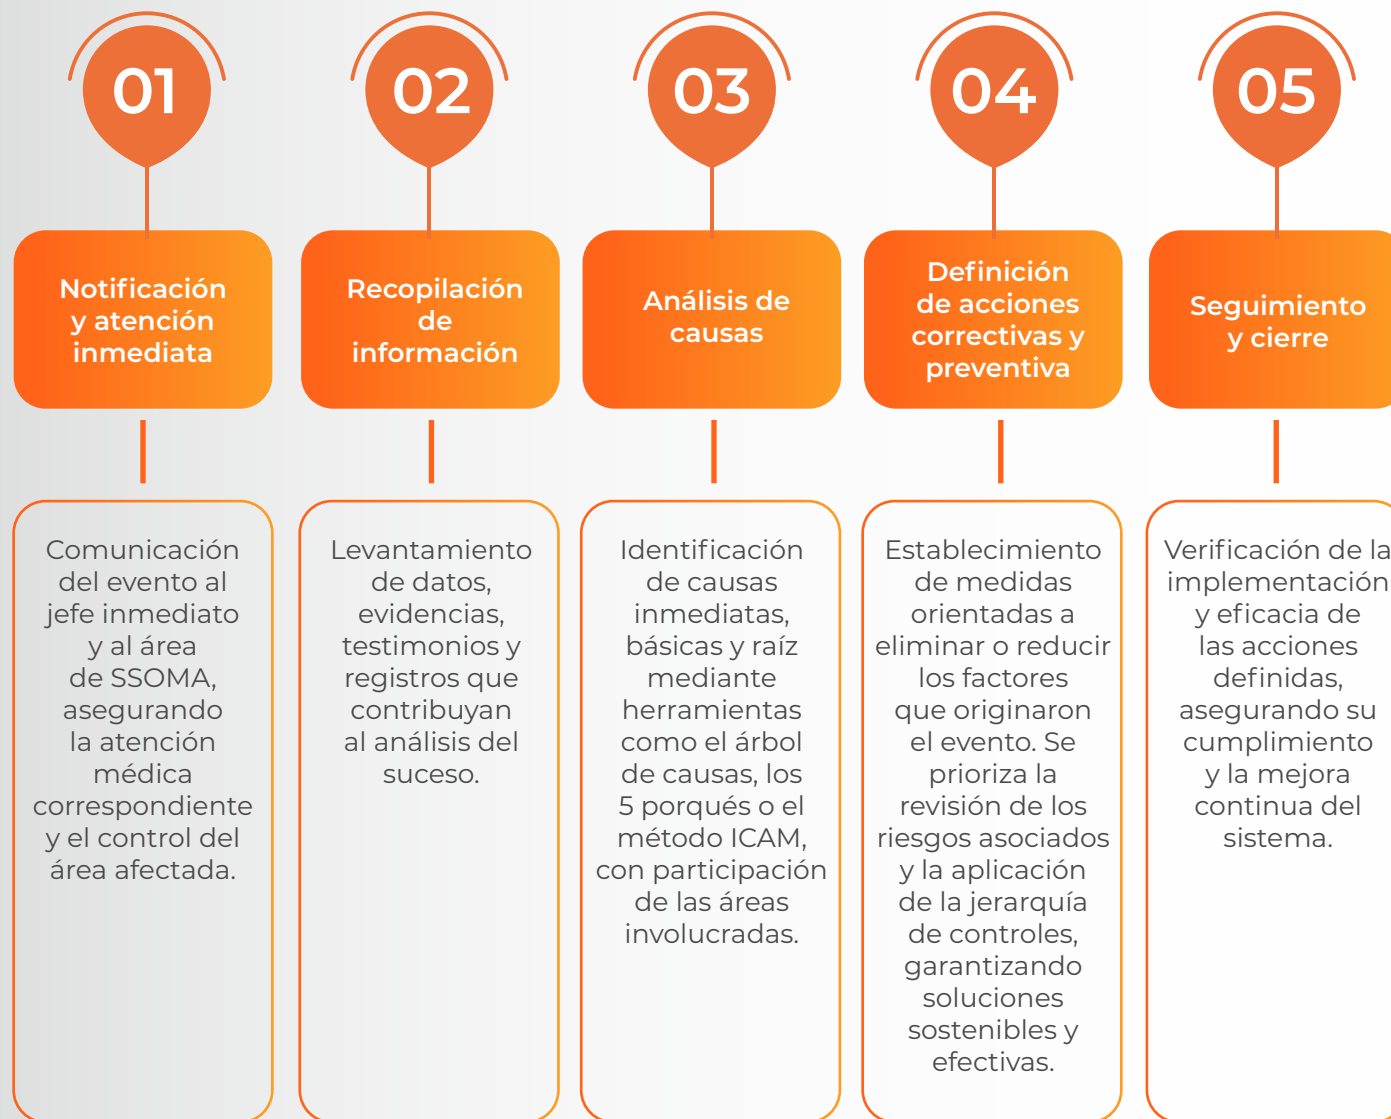 01
Notificación
y atención
inmediata
Comunicación
del evento al
jefe inmediato
y al área
de SSOMA,
asegurando
la atención
médica
correspondiente
y el control del
área afectada.
02
Recopilación
de
información
Levantamiento
de datos,
evidencias,
testimonios y
registros que
contribuyan
al análisis del
suceso.
03
Análisis de
causas
Identificación
de causas
inmediatas,
básicas y raíz
mediante
herramientas
como el árbol
de causas, los
5 porqués o el
método ICAM,
con participación
de las áreas
involucradas.
04
Definición
de acciones
correctivas y
preventiva
Establecimiento
de medidas
orientadas a
eliminar o reducir
los factores
que originaron
el evento. Se
prioriza la
revisión de los
riesgos asociados
y la aplicación
de la jerarquía
de controles,
garantizando
soluciones
sostenibles y
efectivas.
05
Seguimiento
y cierre
Verificación de la
implementación
y eficacia de
las acciones
definidas,
asegurando su
cumplimiento
y la mejora
continua del
sistema.